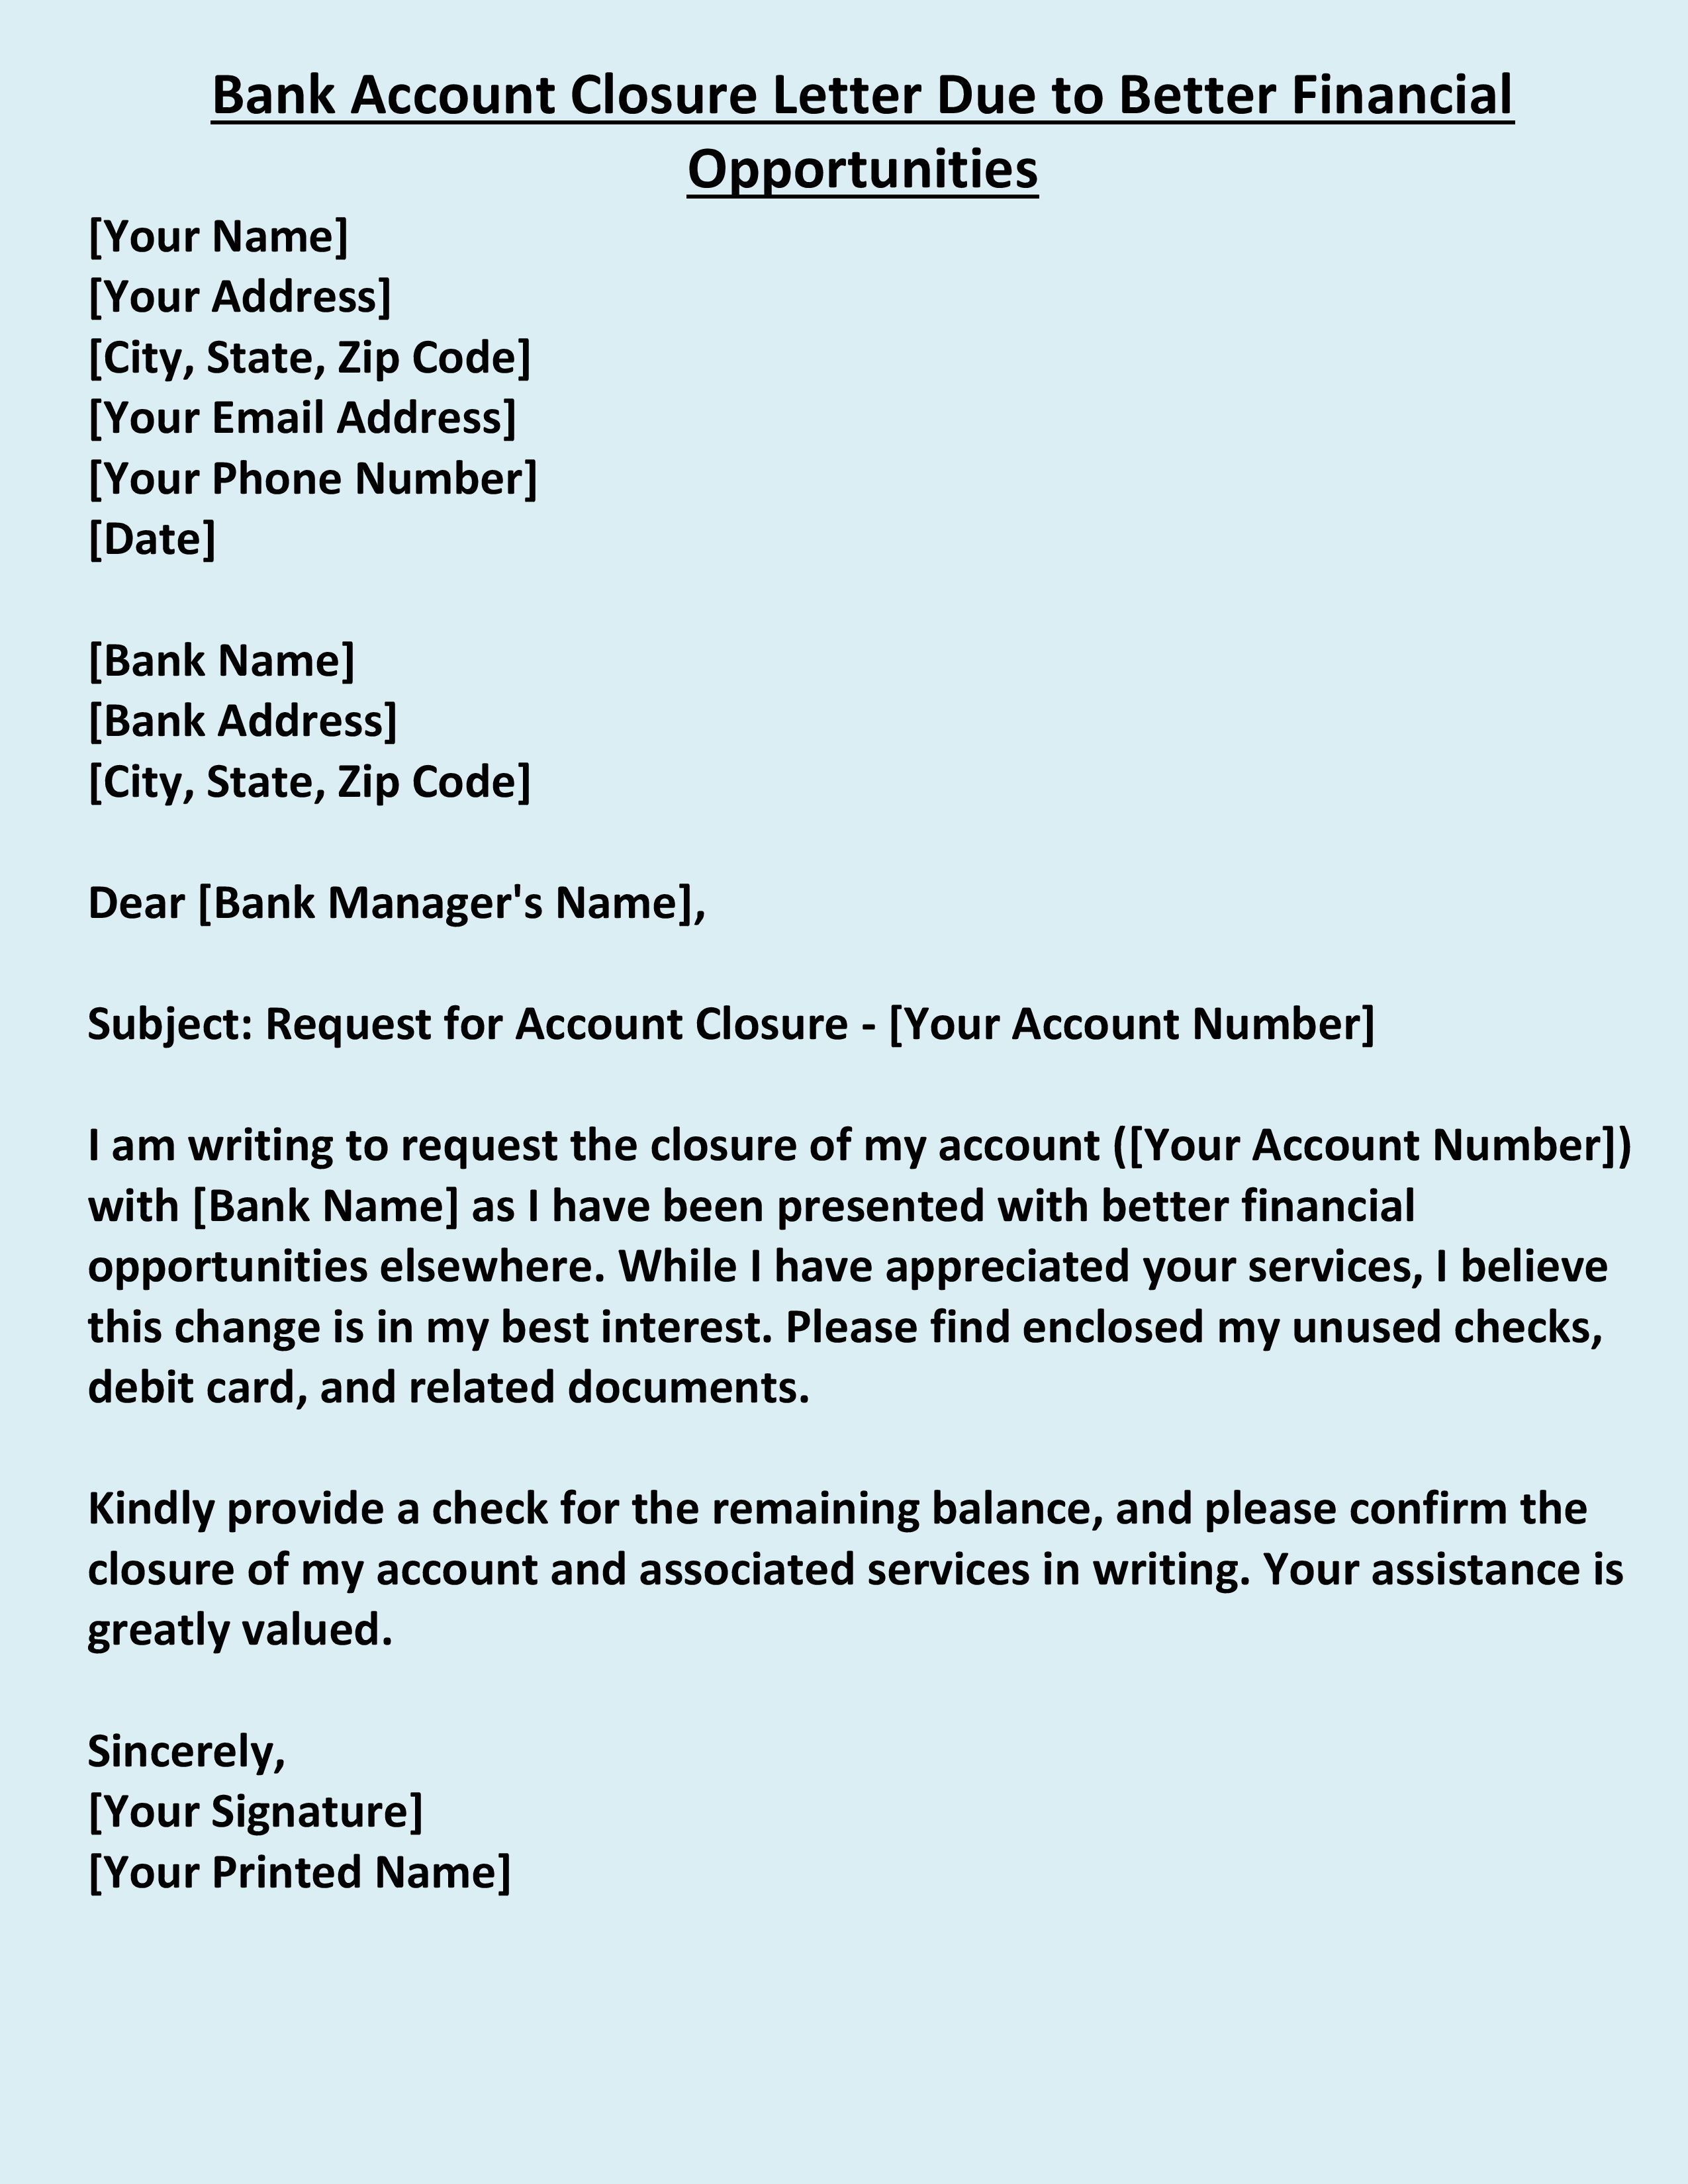 Bank Account Closure Letter Due to Better Financial
Opportunities
[Your Name]
[Your Address]
[City, State, Zip Code]
[Your Email Address]
[Your Phone Number]
[Date]
[Bank Name]
[Bank Address]
[City, State, Zip Code]
Dear [Bank Manager's Name],
Subject: Request for Account Closure - [Your Account Number]
I am writing to request the closure of my account ([Your Account Number])
with [Bank Name] as I have been presented with better financial
opportunities elsewhere. While I have appreciated your services, I believe
this change is in my best interest. Please find enclosed my unused checks,
debit card, and related documents.
Kindly provide a check for the remaining balance, and please confirm the
closure of my account and associated services in writing. Your assistance is
greatly valued.
Sincerely,
[Your Signature]
[Your Printed Name]